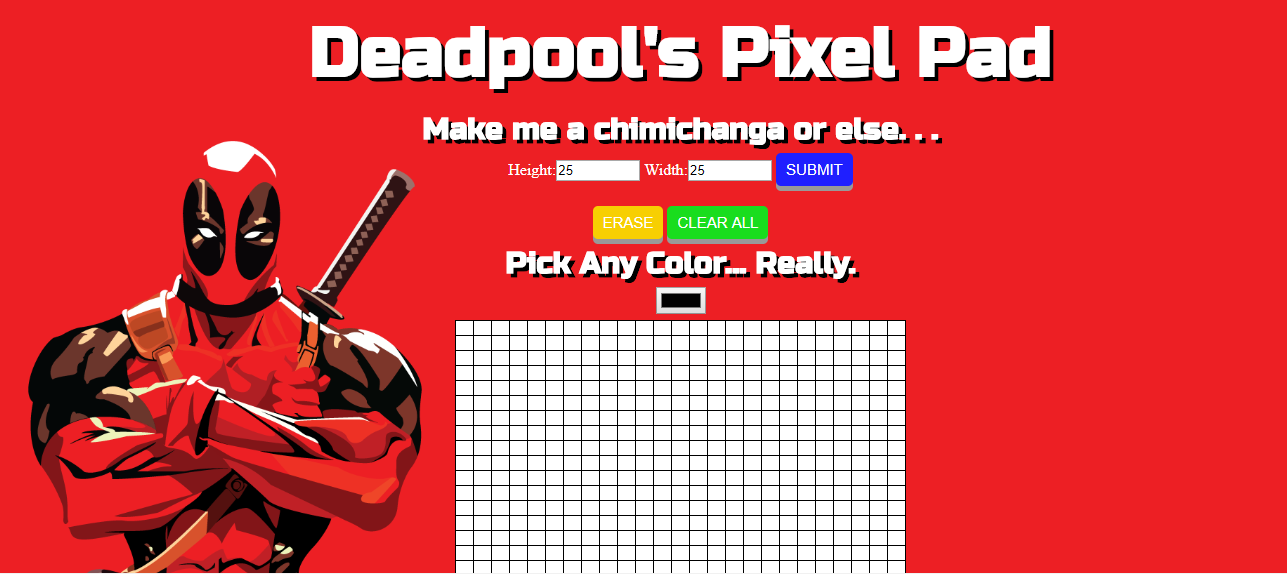 Deadpool's Pixel Pad
Make me a chimichanga or else. . .
Height: 25 Width: 25 SUBMIT
ERASE CLEAR ALL
Pick Any Color... Really.